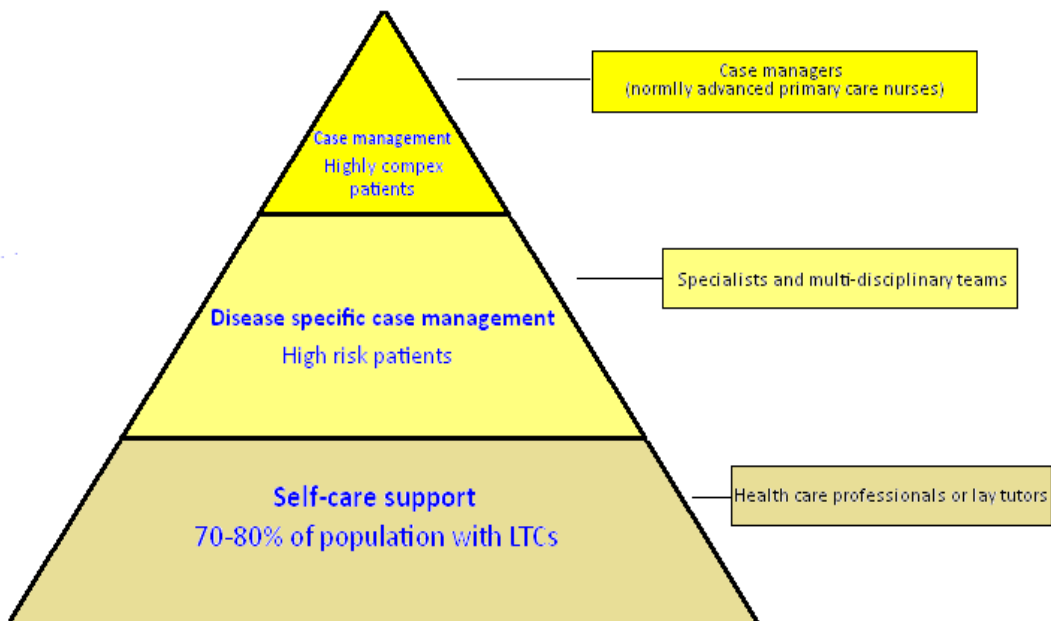 Case managers
(normlly advanced primary care nurses)
Case management
Highly compex
patients
Specialists and multi-disciplinary teams
Disease specific case management
High risk patients
Health care professionals or lay tutors
Self-care support
70-80% of population with LTCs